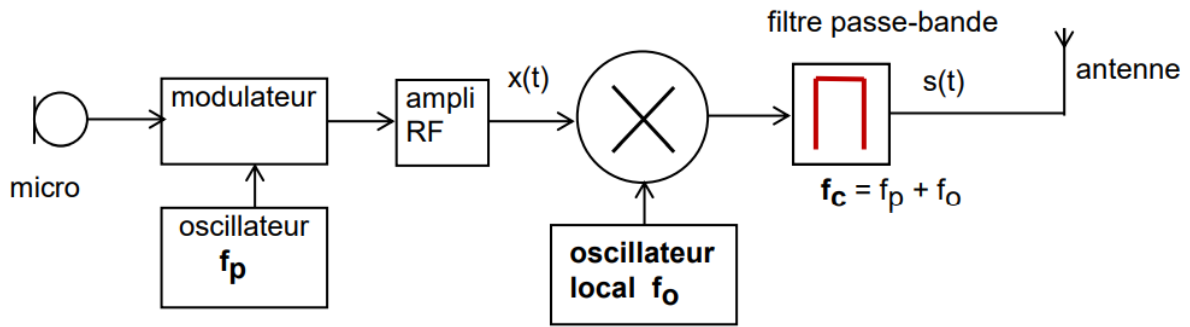 filtre passe-bande
modulateur
ampli
RF
x(t)
s(t)
antenne
micro
oscillateur
fp
oscillateur
local fo
fc = fp + fo